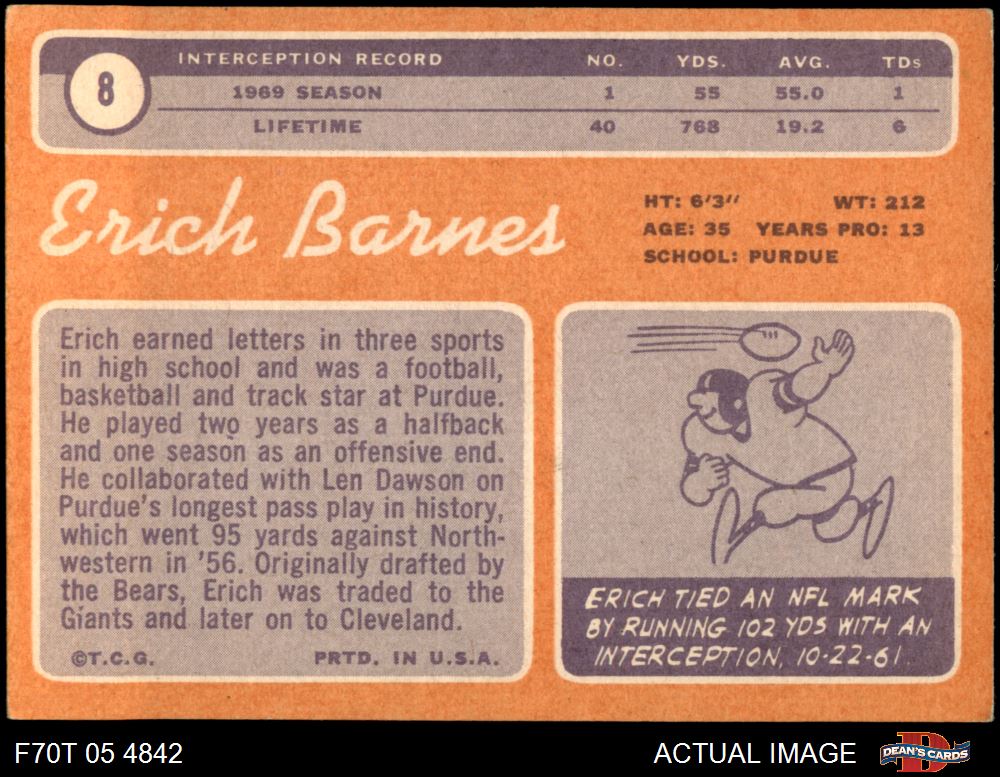 8
INTERCEPTION RECORD NO. YDS. AVG. TDs
1969 SEASON 1 55 55.0 1
LIFETIME 40 768 19.2 6
Erich Barnes
HT: 6'3" WT: 212
AGE: 35 YEARS PRO: 13
SCHOOL: PURDUE
Erich earned letters in three sports
in high school and was a football,
basketball and track star at Purdue.
He played two years as a halfback
and one season as an offensive end.
He collaborated with Len Dawson on
Purdue's longest pass play in history,
which went 95 yards against North-
western in '56. Originally drafted by
the Bears, Erich was traded to the
Giants and later on to Cleveland.
©T.C.G. PRTD. IN U.S.A.
ERICH TIED AN NFL MARK
BY RUNNING 102 YDS WITH AN
INTERCEPTION, 10-22-61
F70T 05 4842
ACTUAL IMAGE
D
DEAN'S CARDS